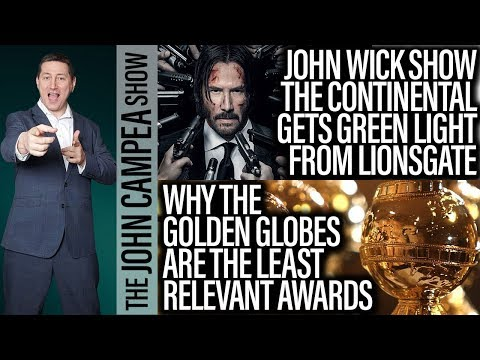 THE JOHN CAMPEA SHOW
JOHN WICK SHOW
THE CONTINENTAL
GETS GREEN LIGHT
FROM LIONSGATE
WHY THE
GOLDEN GLOBES
ARE THE LEAST
RELEVANT AWARDS